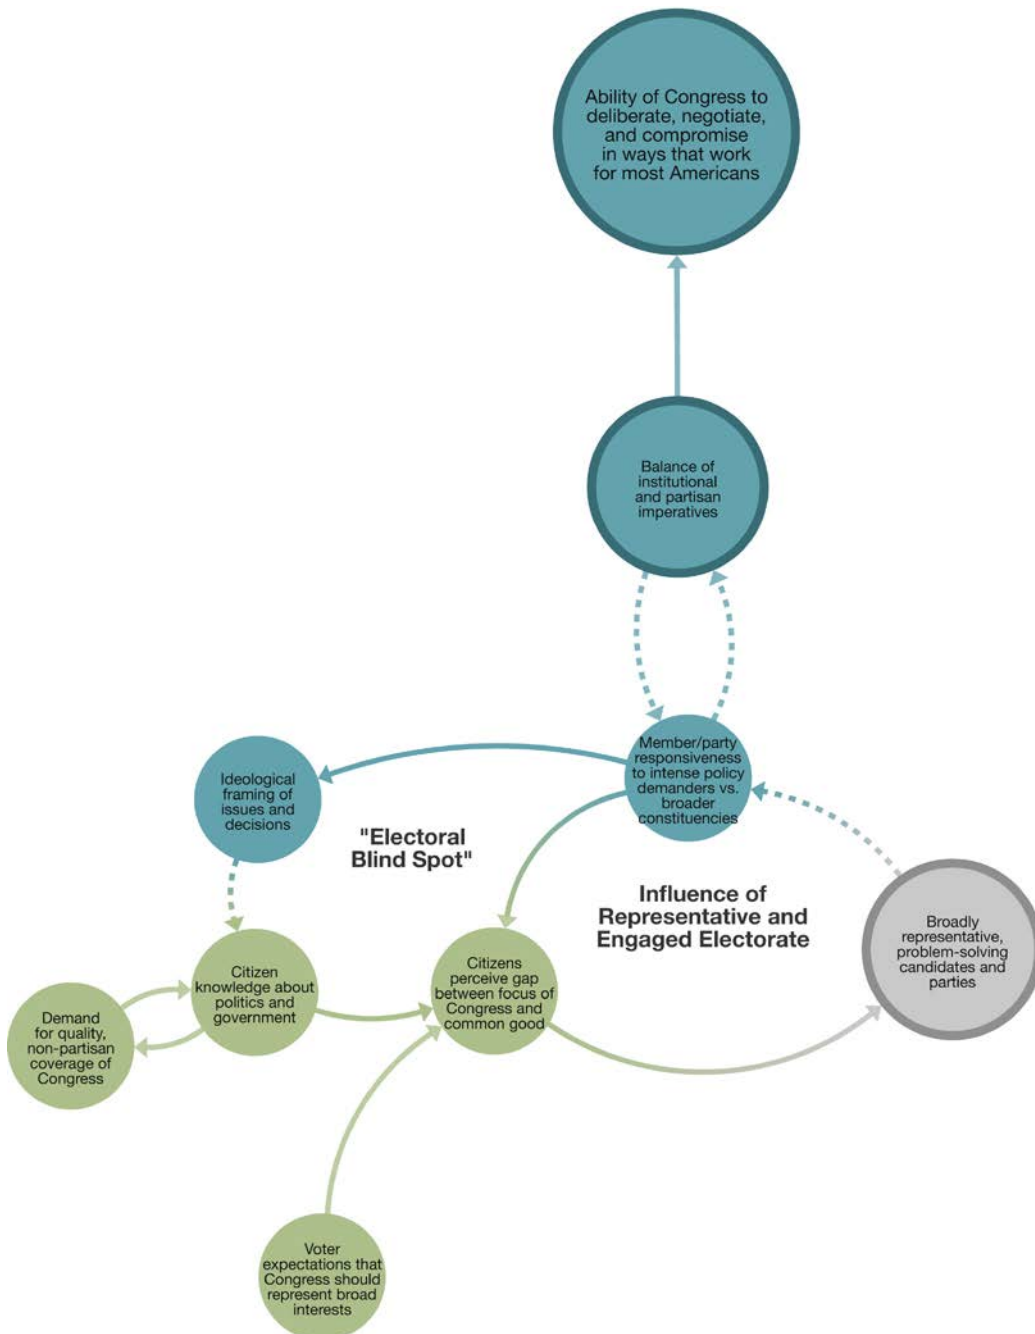 Ability of Congress to
deliberate, negotiate,
and compromise
in ways that work
for most Americans
Balance of
institutional
and partisan
imperatives
Member/party
responsiveness
to intense policy
demanders vs.
broader
constituencies
Ideological
framing of
issues and
decisions
"Electoral
Blind Spot"
Influence of
Representative and
Engaged Electorate
Broadly
representative,
problem-solving
candidates and
parties
Citizen
knowledge about
politics and
government
Citizens
perceive gap
between focus of
Congress and
common good
Demand
for quality,
non-partisan
coverage of
Congress
Voter
expectations that
Congress should
represent broad
interests